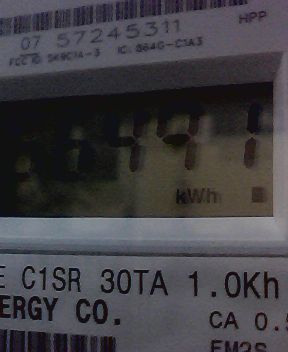 HPP
07 57245311
FCC ID: SK9C1A-3 IC: 864G-C1A3
kWh
E C1SR 30TA 1.0Kh
ERGY CO.
CA 0.5
EM2S